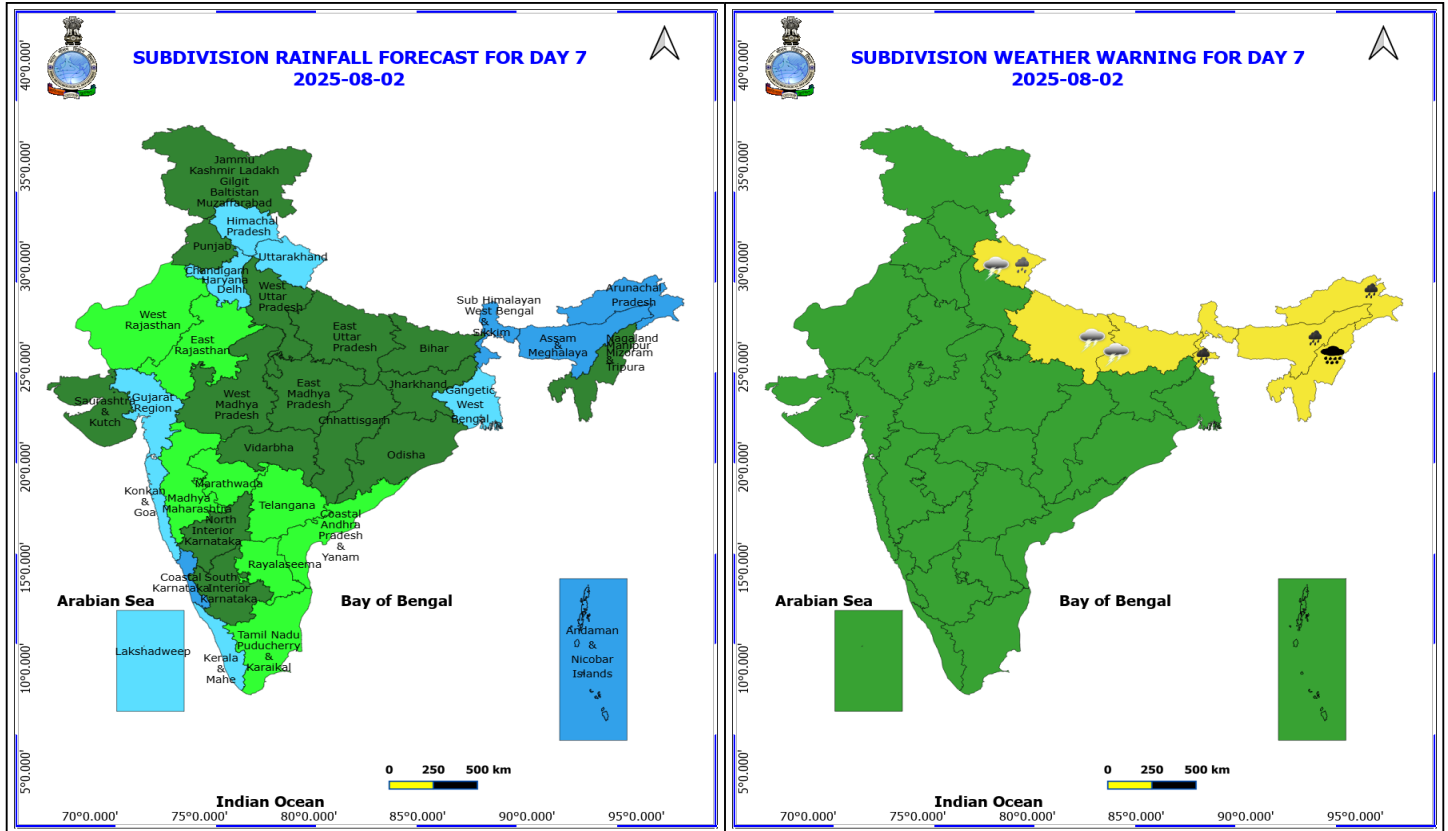 SUBDIVISION RAINFALL FORECAST FOR DAY 7
2025-08-02
40°0.000'
35°0.000'
30°0.000'
25°0.000'
20°0.000'
15°0.000'
10°0.000'
5°0.000'
Jammu
Kashmir Ladakh
Gilgit
Baltistan
Muzaffarabad
Himachal
Pradesh
Punjab
Uttarakhand
Chandigarh
Haryana
Delhi
West
Uttar
Pradesh
West
Rajasthan
East
Rajasthan
East
Uttar
Pradesh
Bihar
Sub Himalayan
West Bengal
&
Sikkim
Arunachal
Pradesh
Assam
&
Meghalaya
Nagaland
Manipur
Mizoram
&
Tripura
Saurashtra
&
Kutch
Gujarat
Region
West
Madhya
Pradesh
East
Madhya
Pradesh
Jharkhand
Gangetic
West
Bengal
Chhattisgarh
Vidarbha
Odisha
Konkan
&
Goa
Madhya
Maharashtra
Marathwada
Telangana
North
Interior
Karnataka
Coastal
Andhra
Pradesh
&
Yanam
Rayalaseema
Coastal
Karnataka
South
Interior
Karnataka
Arabian Sea
Bay of Bengal
Lakshadweep
Kerala
&
Mahe
Tamil Nadu
Puducherry
&
Karaikal
Andaman
&
Nicobar
Islands
0 250 500 km
Indian Ocean
70°0.000' 75°0.000' 80°0.000' 85°0.000' 90°0.000' 95°0.000'
SUBDIVISION WEATHER WARNING FOR DAY 7
2025-08-02
40°0.000'
35°0.000'
30°0.000'
25°0.000'
20°0.000'
15°0.000'
10°0.000'
5°0.000'
Arabian Sea
Bay of Bengal
0 250 500 km
Indian Ocean
70°0.000' 75°0.000' 80°0.000' 85°0.000' 90°0.000' 95°0.000'